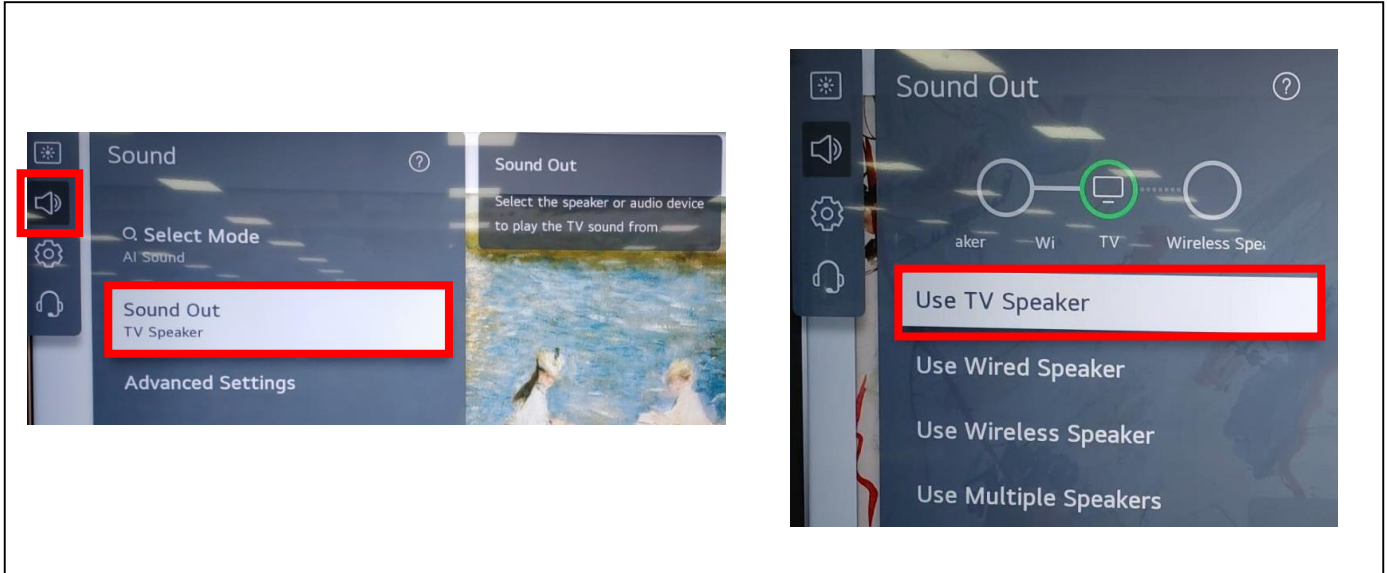 Sound
Select Mode
AI Sound
Sound Out
TV Speaker
Advanced Settings
Sound Out
Select the speaker or audio device
to play the TV sound from.
Sound Out
aker Wi TV Wireless Spea
Use TV Speaker
Use Wired Speaker
Use Wireless Speaker
Use Multiple Speakers